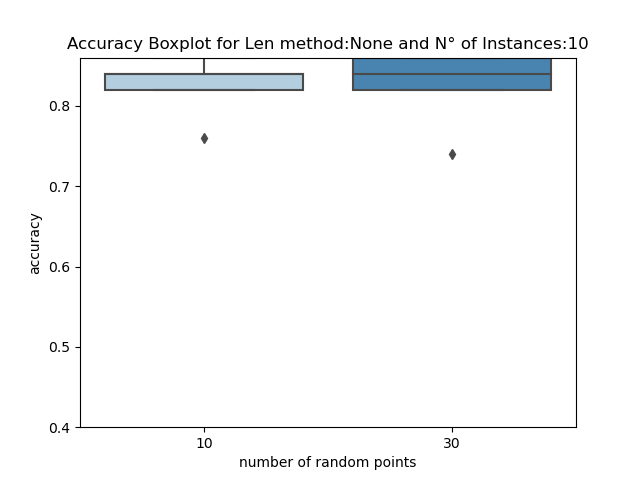 Accuracy Boxplot for Len method:None and N° of Instances:10
0.8
0.7
0.6
0.5
0.4
accuracy
10 30
number of random points